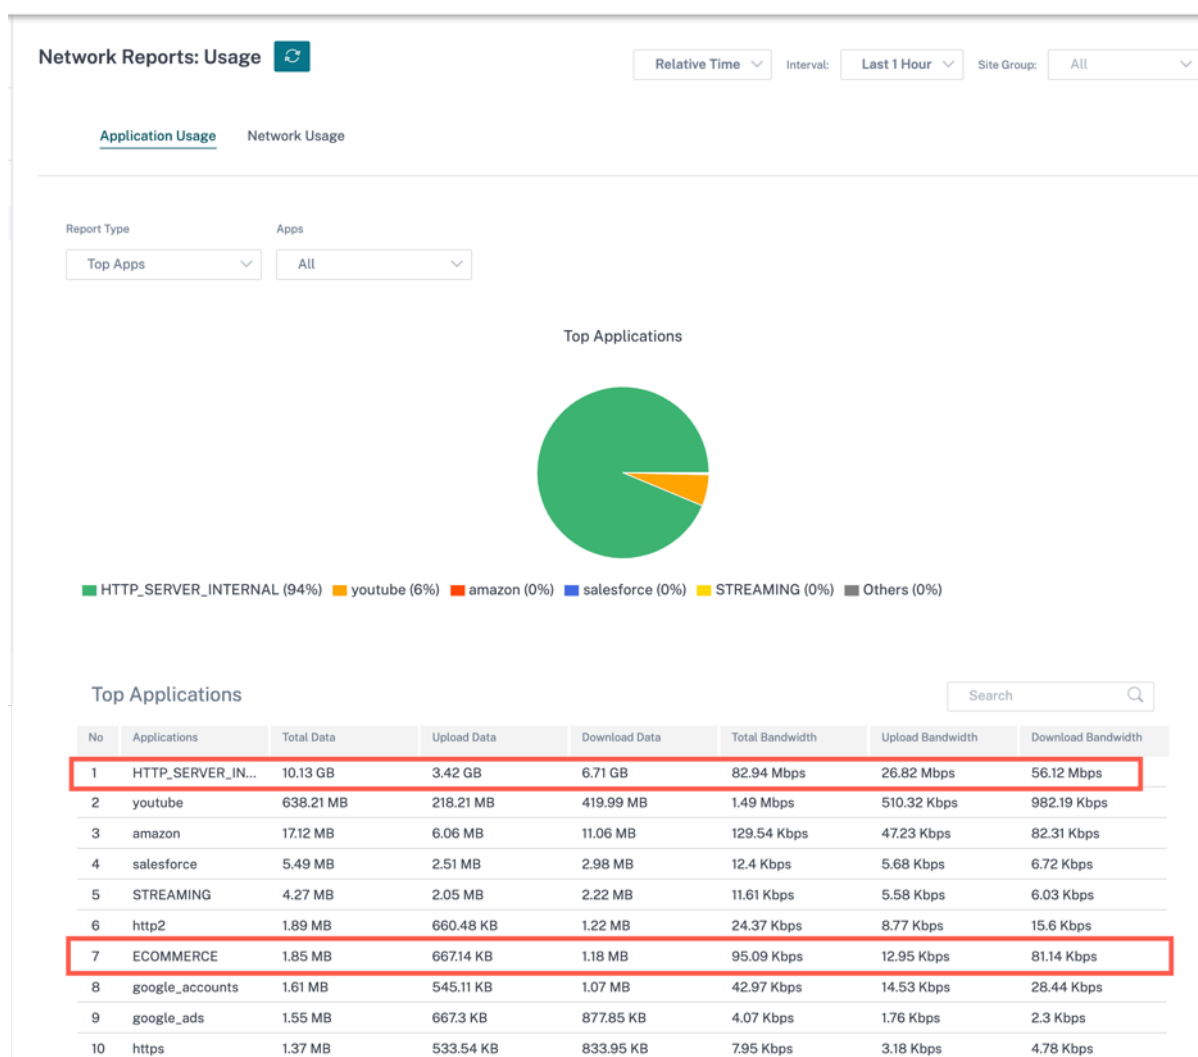 Network Reports: Usage
Relative Time Interval: Last 1 Hour Site Group: All
Application Usage Network Usage
Report Type Apps
Top Apps All
Top Applications
HTTP_SERVER_INTERNAL (94%) youtube (6%) amazon (0%) salesforce (0%) STREAMING (0%) Others (0%)
Top Applications Search
No Applications Total Data Upload Data Download Data Total Bandwidth Upload Bandwidth Download Bandwidth
1 HTTP_SERVER_IN... 10.13 GB 3.42 GB 6.71 GB 82.94 Mbps 26.82 Mbps 56.12 Mbps
2 youtube 638.21 MB 218.21 MB 419.99 MB 1.49 Mbps 510.32 Kbps 982.19 Kbps
3 amazon 17.12 MB 6.06 MB 11.06 MB 129.54 Kbps 47.23 Kbps 82.31 Kbps
4 salesforce 5.49 MB 2.51 MB 2.98 MB 12.4 Kbps 5.68 Kbps 6.72 Kbps
5 STREAMING 4.27 MB 2.05 MB 2.22 MB 11.61 Kbps 5.58 Kbps 6.03 Kbps
6 http2 1.89 MB 660.48 KB 1.22 MB 24.37 Kbps 8.77 Kbps 15.6 Kbps
7 ECOMMERCE 1.85 MB 667.14 KB 1.18 MB 95.09 Kbps 12.95 Kbps 81.14 Kbps
8 google_accounts 1.61 MB 545.11 KB 1.07 MB 42.97 Kbps 14.53 Kbps 28.44 Kbps
9 google_ads 1.55 MB 667.3 KB 877.85 KB 4.07 Kbps 1.76 Kbps 2.3 Kbps
10 https 1.37 MB 533.54 KB 833.95 KB 7.95 Kbps 3.18 Kbps 4.78 Kbps